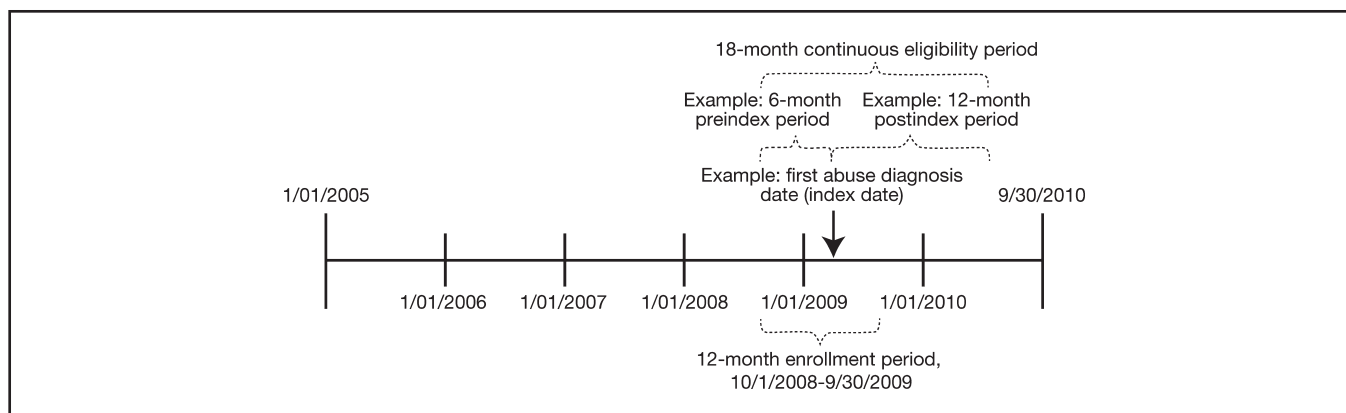 18-month continuous eligibility period
Example: 6-month
preindex period
Example: 12-month
postindex period
Example: first abuse diagnosis
date (index date)
1/01/2005
9/30/2010
1/01/2006
1/01/2007
1/01/2008
1/01/2009
1/01/2010
12-month enrollment period,
10/1/2008-9/30/2009